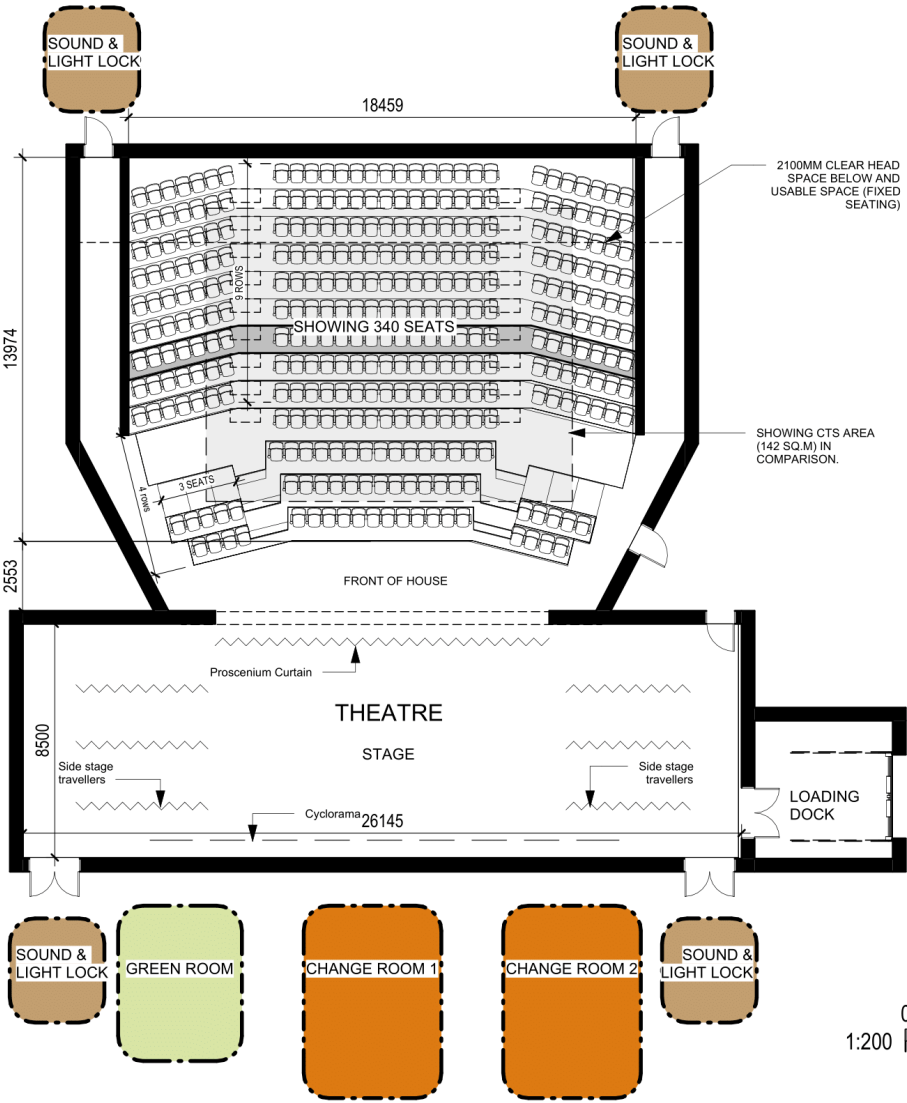 SOUND &
LIGHT LOCK
SOUND &
LIGHT LOCK
18459
2100MM CLEAR HEAD
SPACE BELOW AND
USABLE SPACE (FIXED
SEATING)
9 ROWS
SHOWING 340 SEATS
13974
SHOWING CTS AREA
(142 SQ.M) IN
COMPARISON.
3 SEATS
4 rows
2553
FRONT OF HOUSE
Proscenium Curtain
THEATRE
STAGE
8500
Side stage
travellers
Side stage
travellers
LOADING
DOCK
Cyclorama
26145
SOUND &
LIGHT LOCK
GREEN ROOM
CHANGE ROOM 1
CHANGE ROOM 2
SOUND &
LIGHT LOCK
1:200